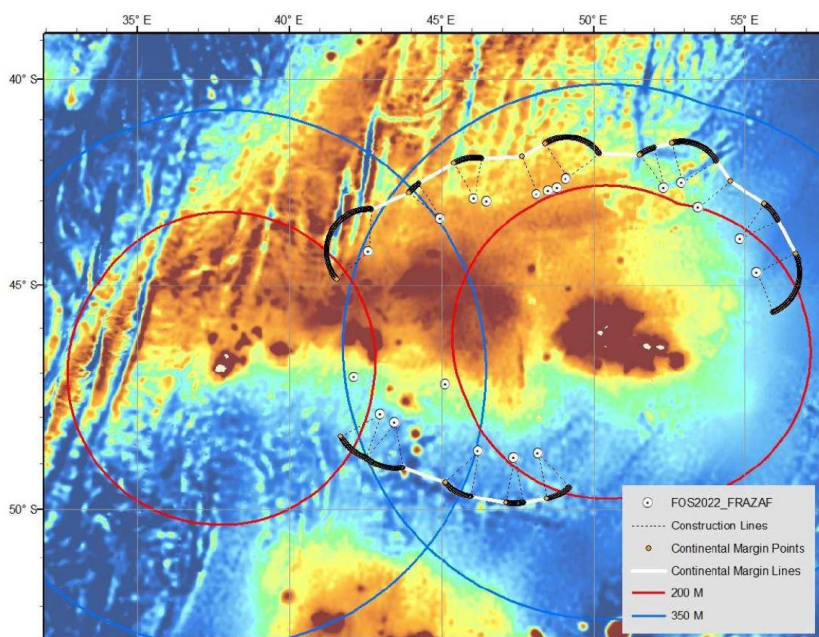 35° E 40° E 45° E 50° E 55° E
40° S
45° S
50° S
FOS2022_FRAZAF
Construction Lines
Continental Margin Points
Continental Margin Lines
200 M
350 M